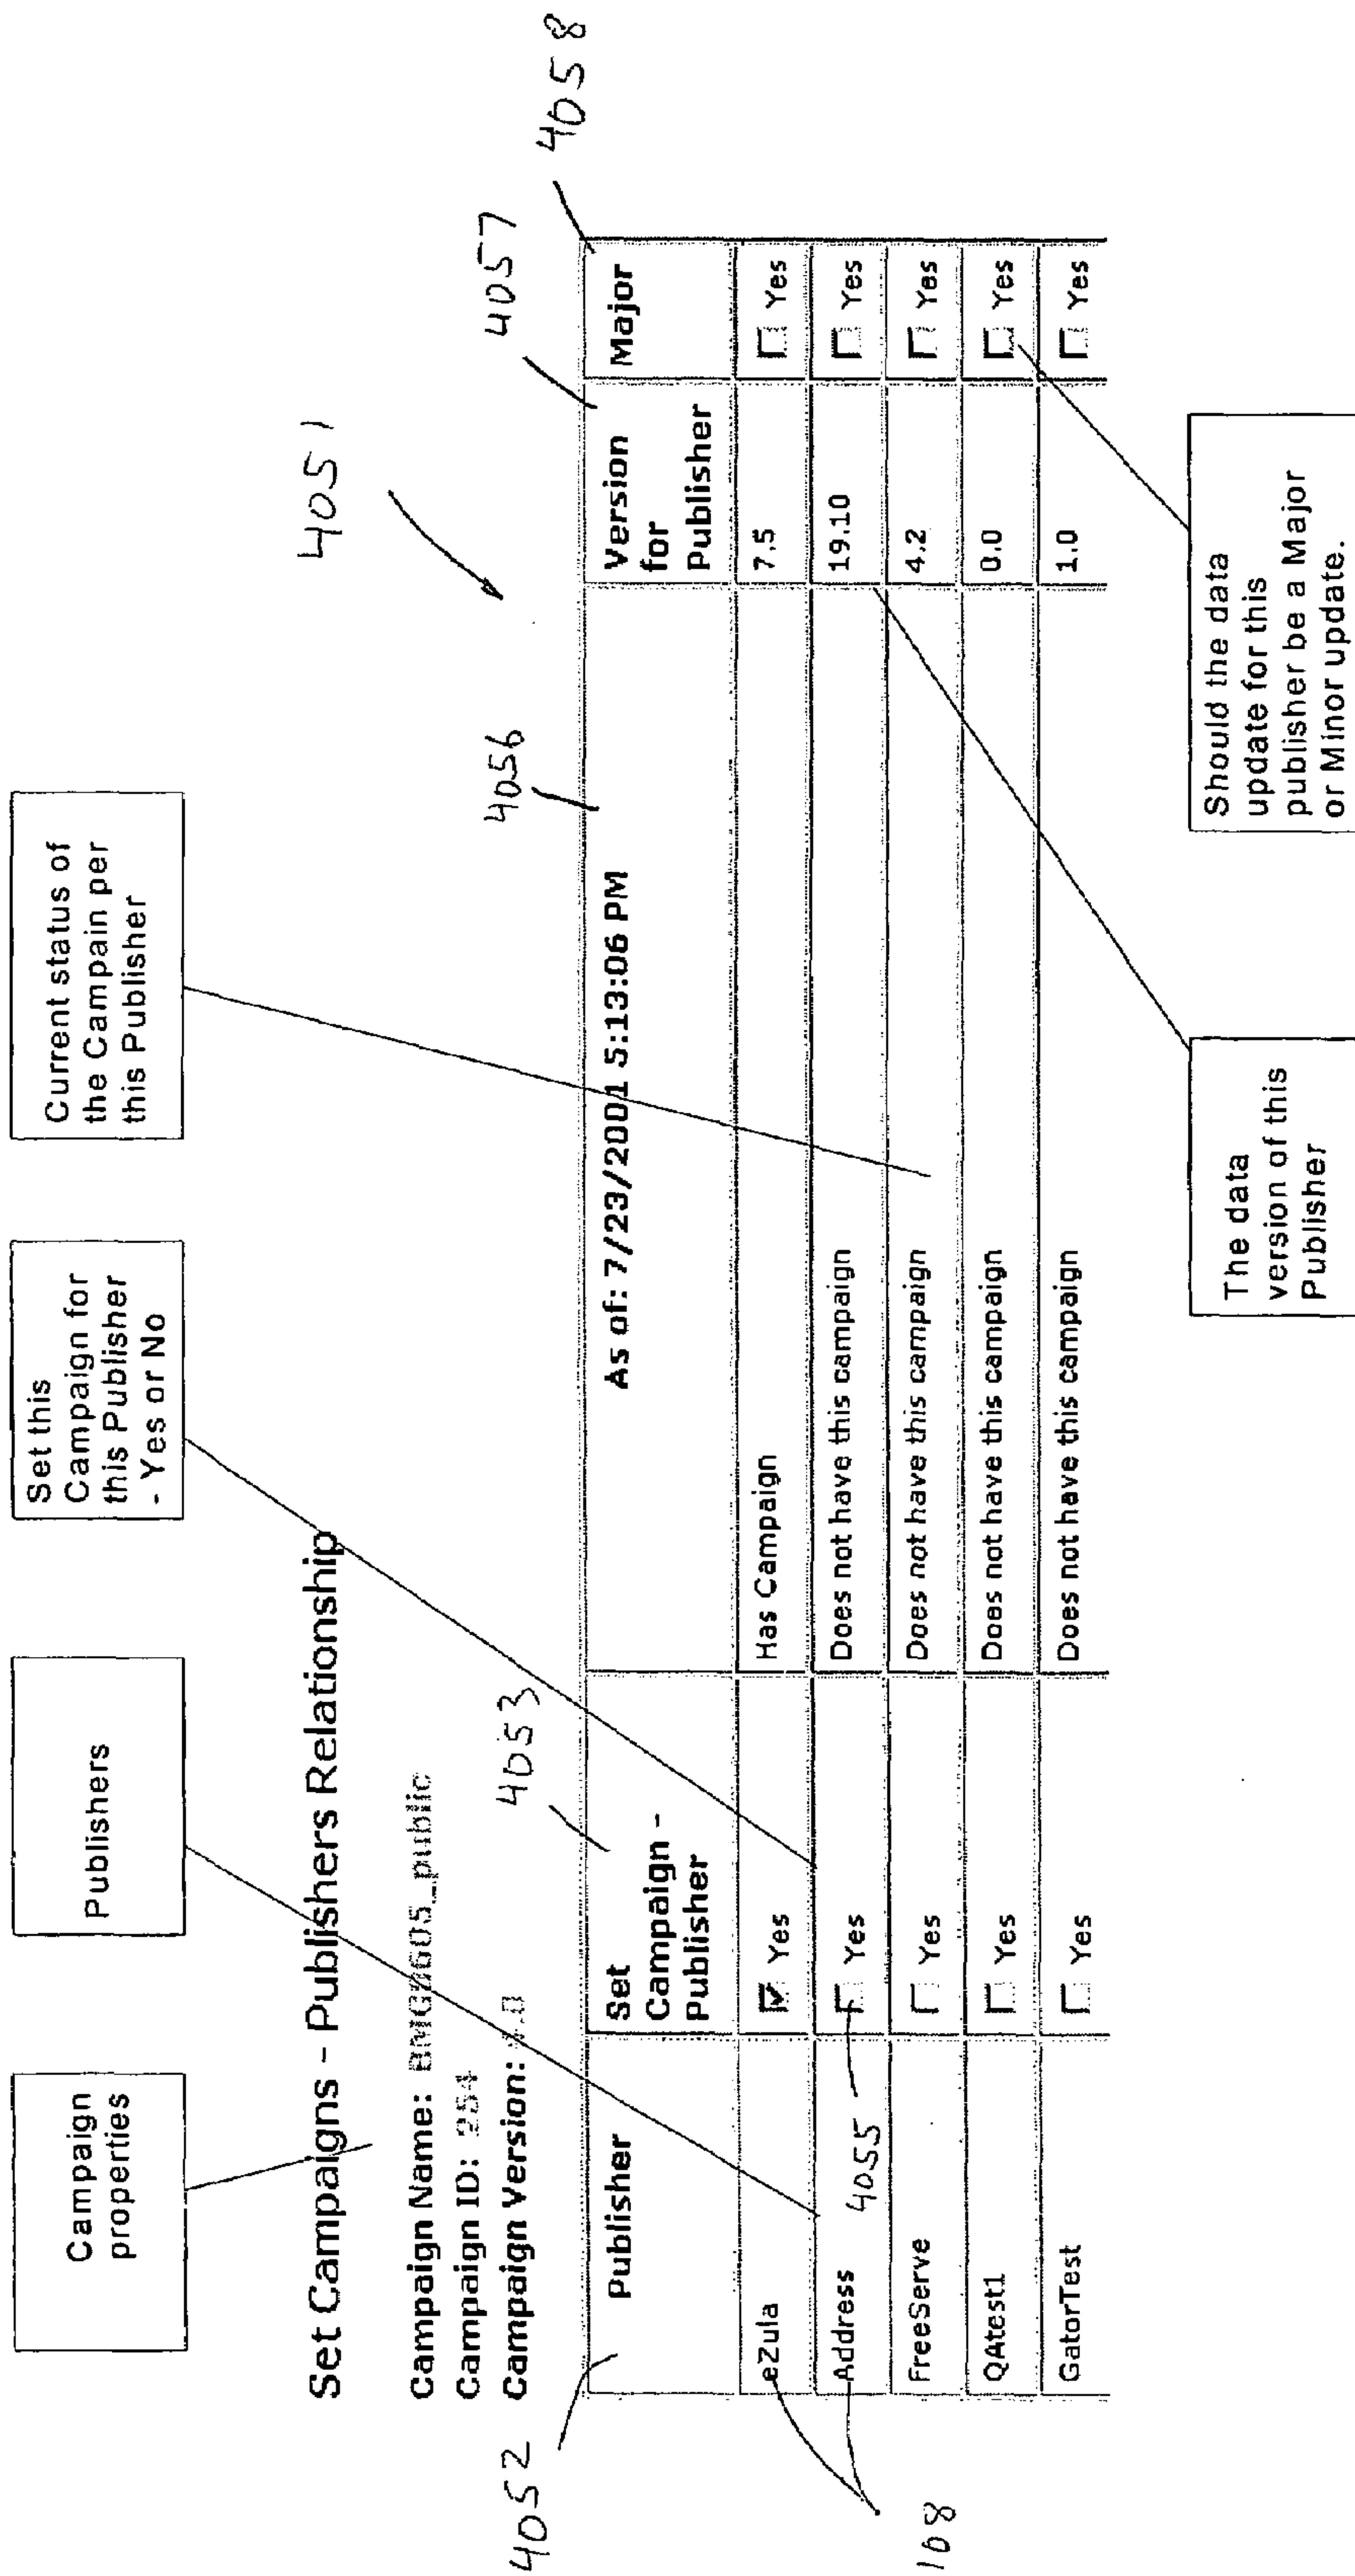 Campaign
properties
Publishers
Set this
Campaign for
this Publisher
- Yes or No
Current status of
the Campain per
this Publisher
Set Campaigns - Publishers Relationship
4051
Campaign Name:
Campaign ID: 254
Campaign Version:
4052
4053
4056
4057
4058
Publisher
Set
Campaign -
Publisher
As of: 7/23/2001 5:13:06 PM
Version
for
Publisher
Major
eZula
Yes
Has Campaign
7.5
Yes
Address
Yes
Does not have this campaign
19.10
Yes
4055
FreeServe
Yes
Does not have this campaign
4.2
Yes
QAtest1
Yes
Does not have this campaign
0.0
Yes
GatorTest
Yes
Does not have this campaign
1.0
Yes
108
The data
version of this
Publisher
Should the data
update for this
publisher be a Major
or Minor update.